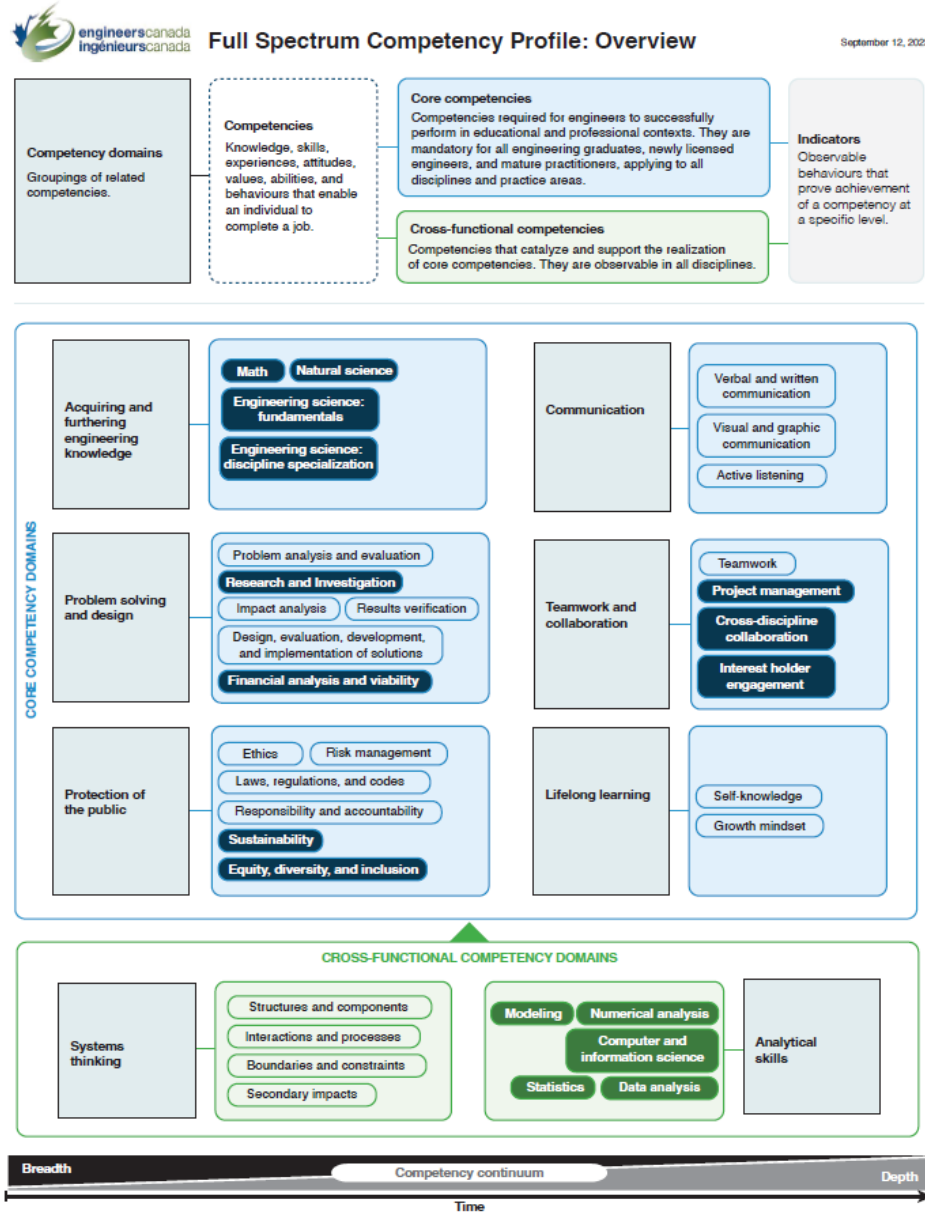 engineerscanada
ingénieurscanada
Full Spectrum Competency Profile: Overview
September 12, 202
Competency domains
Groupings of related
competencies.
Competencies
Knowledge, skills,
experiences, attitudes,
values, abilities, and
behaviours that enable
an individual to
complete a job.
Core competencies
Competencies required for engineers to successfully
perform in educational and professional contexts. They are
mandatory for all engineering graduates, newly licensed
engineers, and mature practitioners, applying to all
disciplines and practice areas.
Cross-functional competencies
Competencies that catalyze and support the realization
of core competencies. They are observable in all disciplines.
Indicators
Observable
behaviours that
prove achievement
of a competency at
a specific level.
CORE COMPETENCY DOMAINS
Acquiring and
furthering
engineering
knowledge
Math
Natural science
Engineering science:
fundamentals
Engineering science:
discipline specialization
Communication
Verbal and written
communication
Visual and graphic
communication
Active listening
Problem solving
and design
Problem analysis and evaluation
Research and Investigation
Impact analysis
Results verification
Design, evaluation, development,
and implementation of solutions
Financial analysis and viability
Teamwork and
collaboration
Teamwork
Project management
Cross-discipline
collaboration
Interest holder
engagement
Protection of
the public
Ethics
Risk management
Laws, regulations, and codes
Responsibility and accountability
Sustainability
Equity, diversity, and inclusion
Lifelong learning
Self-knowledge
Growth mindset
CROSS-FUNCTIONAL COMPETENCY DOMAINS
Systems
thinking
Structures and components
Interactions and processes
Boundaries and constraints
Secondary impacts
Modeling
Numerical analysis
Computer and
information science
Statistics
Data analysis
Analytical
skills
Breadth
Competency continuum
Depth
Time